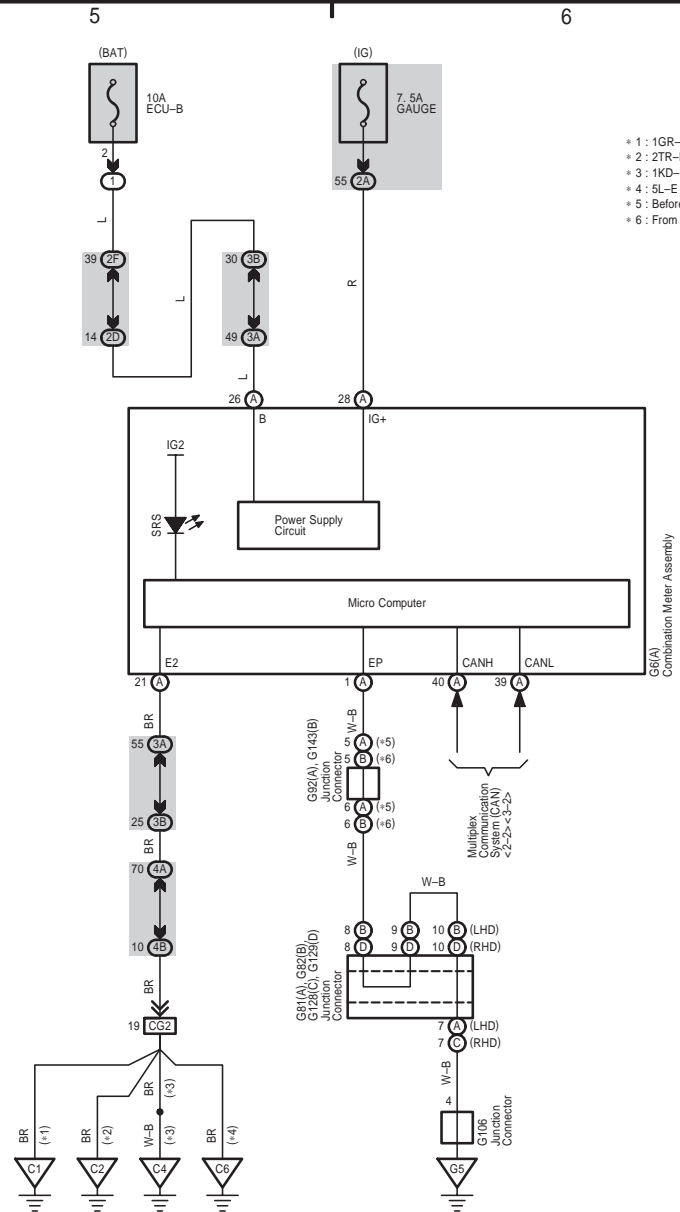 5
6
(BAT)
(IG)
10A
ECU–B
7. 5A
GAUGE
∗ 1 : 1GR–
∗ 2 : 2TR–
∗ 3 : 1KD–
∗ 4 : 5L–E
∗ 5 : Before
∗ 6 : From
2
1
55 2A
L
39 2F
30 3B
L
R
14 2D
49 3A
L
26 A
28 A
B
IG+
IG2
SRS
Power Supply
Circuit
Micro Computer
G6(A)
Combination Meter Assembly
E2
EP
CANH
CANL
21 A
1 A
40 A
39 A
BR
W–B
55 3A
5 A (∗5)
5 B (∗6)
G92(A), G143(B)
Junction
Connector
6 A (∗5)
6 B (∗6)
25 3B
BR
W–B
Multiplex
Communication
System (CAN)
<2–2><3–2>
70 4A
W–B
10 4B
8 B
9 B
10 B (LHD)
8 D
9 D
10 D (RHD)
G81(A), G82(B),
G128(C), G129(D)
Junction
Connector
BR
19 CG2
7 A (LHD)
7 C (RHD)
W–B
4
G106
Junction
Connector
BR
(∗1)
BR
(∗2)
BR
(∗3)
W–B
(∗3)
BR
(∗4)
C1
C2
C4
C6
G5